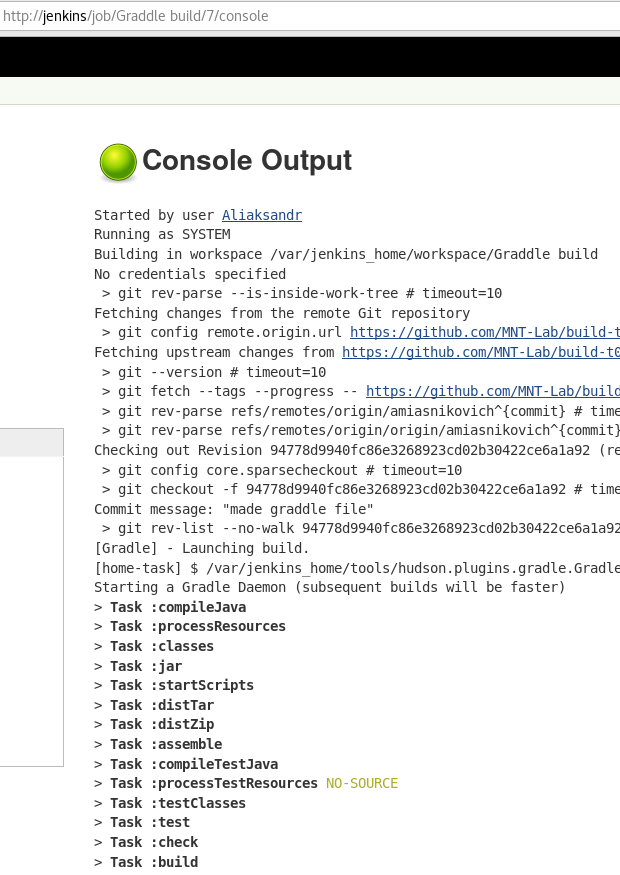 http://jenkins/job/Graddle build/7/console
Console Output
Started by user Aliaksandr
Running as SYSTEM
Building in workspace /var/jenkins_home/workspace/Graddle build
No credentials specified
> git rev-parse --is-inside-work-tree # timeout=10
Fetching changes from the remote Git repository
> git config remote.origin.url https://github.com/MNT-Lab/build-t
Fetching upstream changes from https://github.com/MNT-Lab/build-t0
> git --version # timeout=10
> git fetch --tags --progress -- https://github.com/MNT-Lab/build
> git rev-parse refs/remotes/origin/amiasnikovich^{commit} # time
> git rev-parse refs/remotes/origin/origin/amiasnikovich^{commit}
Checking out Revision 94778d9940fc86e3268923cd02b30422ce6a1a92 (re
> git config core.sparsecheckout # timeout=10
> git checkout -f 94778d9940fc86e3268923cd02b30422ce6a1a92 # time
Commit message: "made graddle file"
> git rev-list --no-walk 94778d9940fc86e3268923cd02b30422ce6a1a92
[Gradle] - Launching build.
[home-task] $ /var/jenkins_home/tools/hudson.plugins.gradle.Gradle
Starting a Gradle Daemon (subsequent builds will be faster)
> Task :compileJava
> Task :processResources
> Task :classes
> Task :jar
> Task :startScripts
> Task :distTar
> Task :distZip
> Task :assemble
> Task :compileTestJava
> Task :processTestResources NO-SOURCE
> Task :testClasses
> Task :test
> Task :check
> Task :build